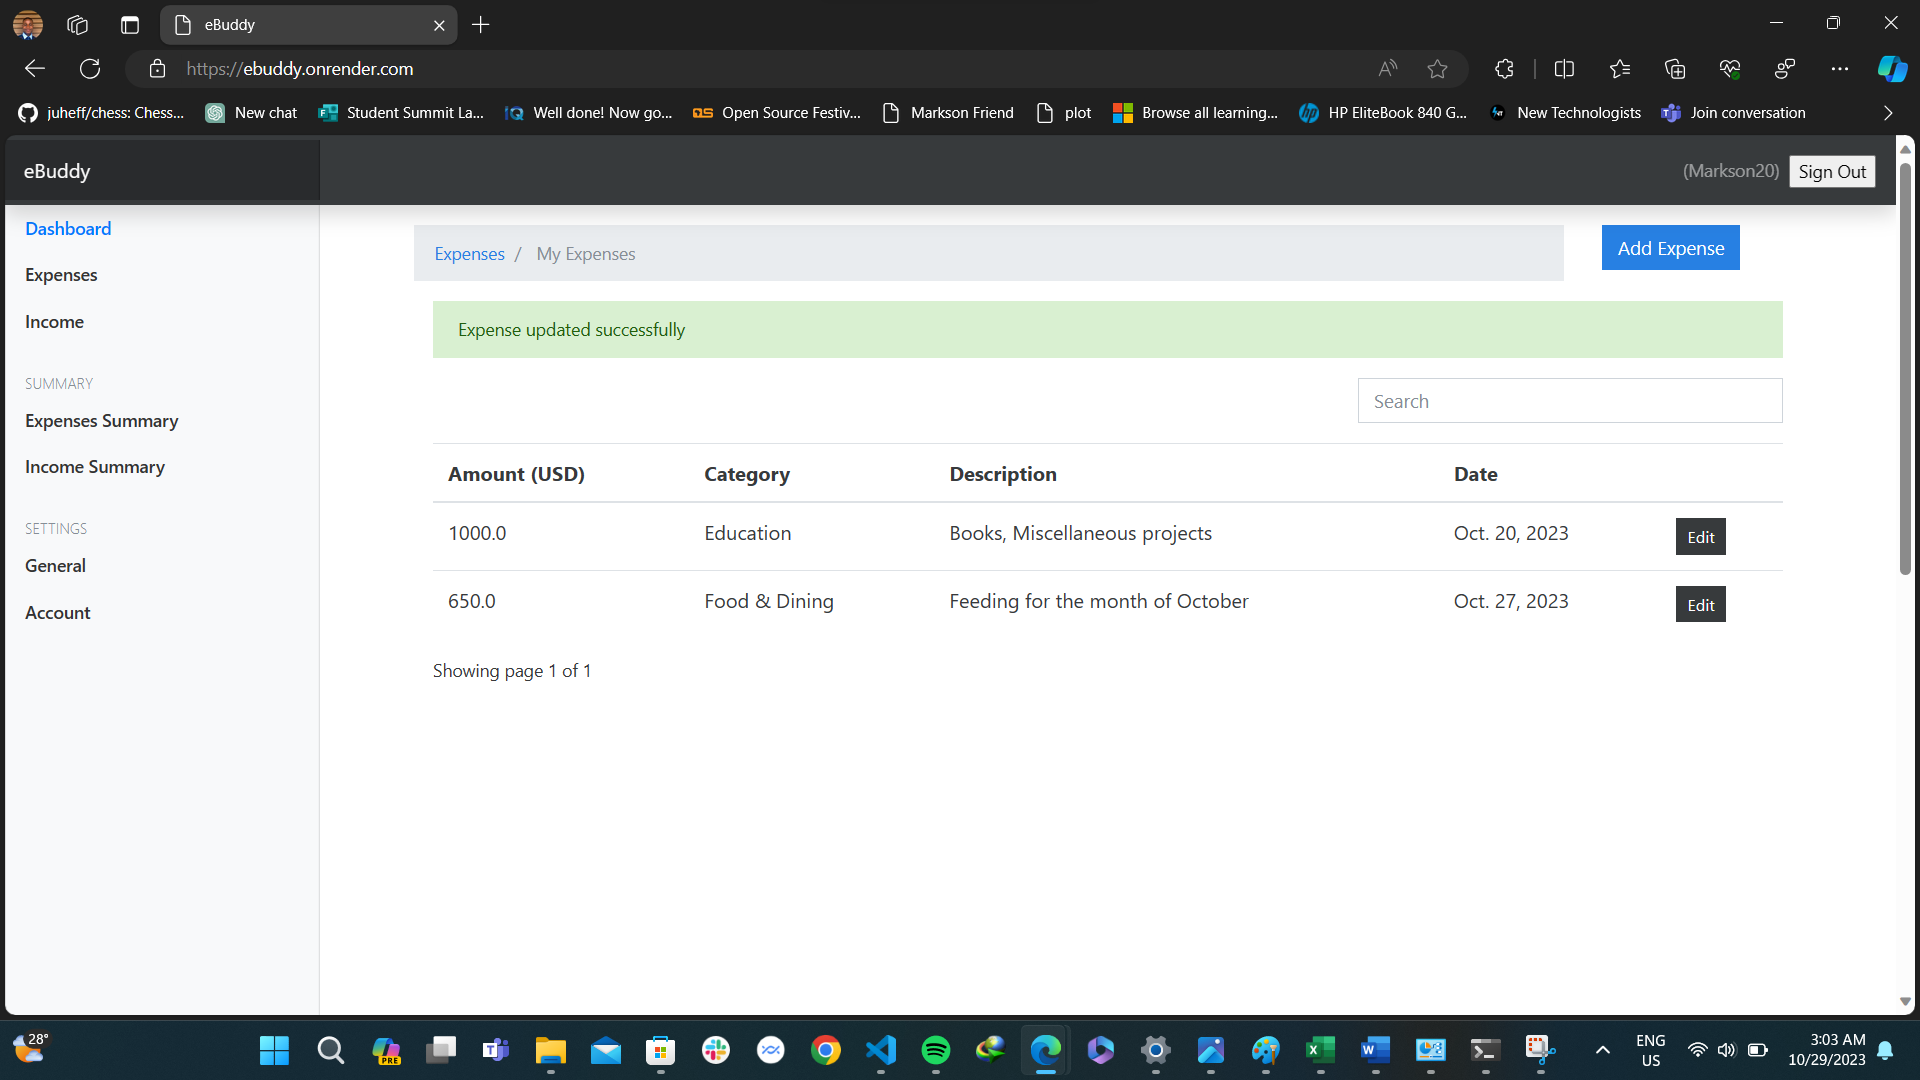 eBuddy
https://ebuddy.onrender.com
juheff/chess: Chess...
New chat
Student Summit La...
Well done! Now go...
Open Source Festiv...
Markson Friend
plot
Browse all learning...
HP EliteBook 840 G...
New Technologists
Join conversation
eBuddy
(Markson20)
Sign Out
Dashboard
Expenses
Income
SUMMARY
Expenses Summary
Income Summary
SETTINGS
General
Account
Expenses / My Expenses
Add Expense
Expense updated successfully
Search
Amount (USD) Category Description Date
1000.0 Education Books, Miscellaneous projects Oct. 20, 2023 Edit
650.0 Food & Dining Feeding for the month of October Oct. 27, 2023 Edit
Showing page 1 of 1
28°
PRE
ENG
US
3:03 AM
10/29/2023